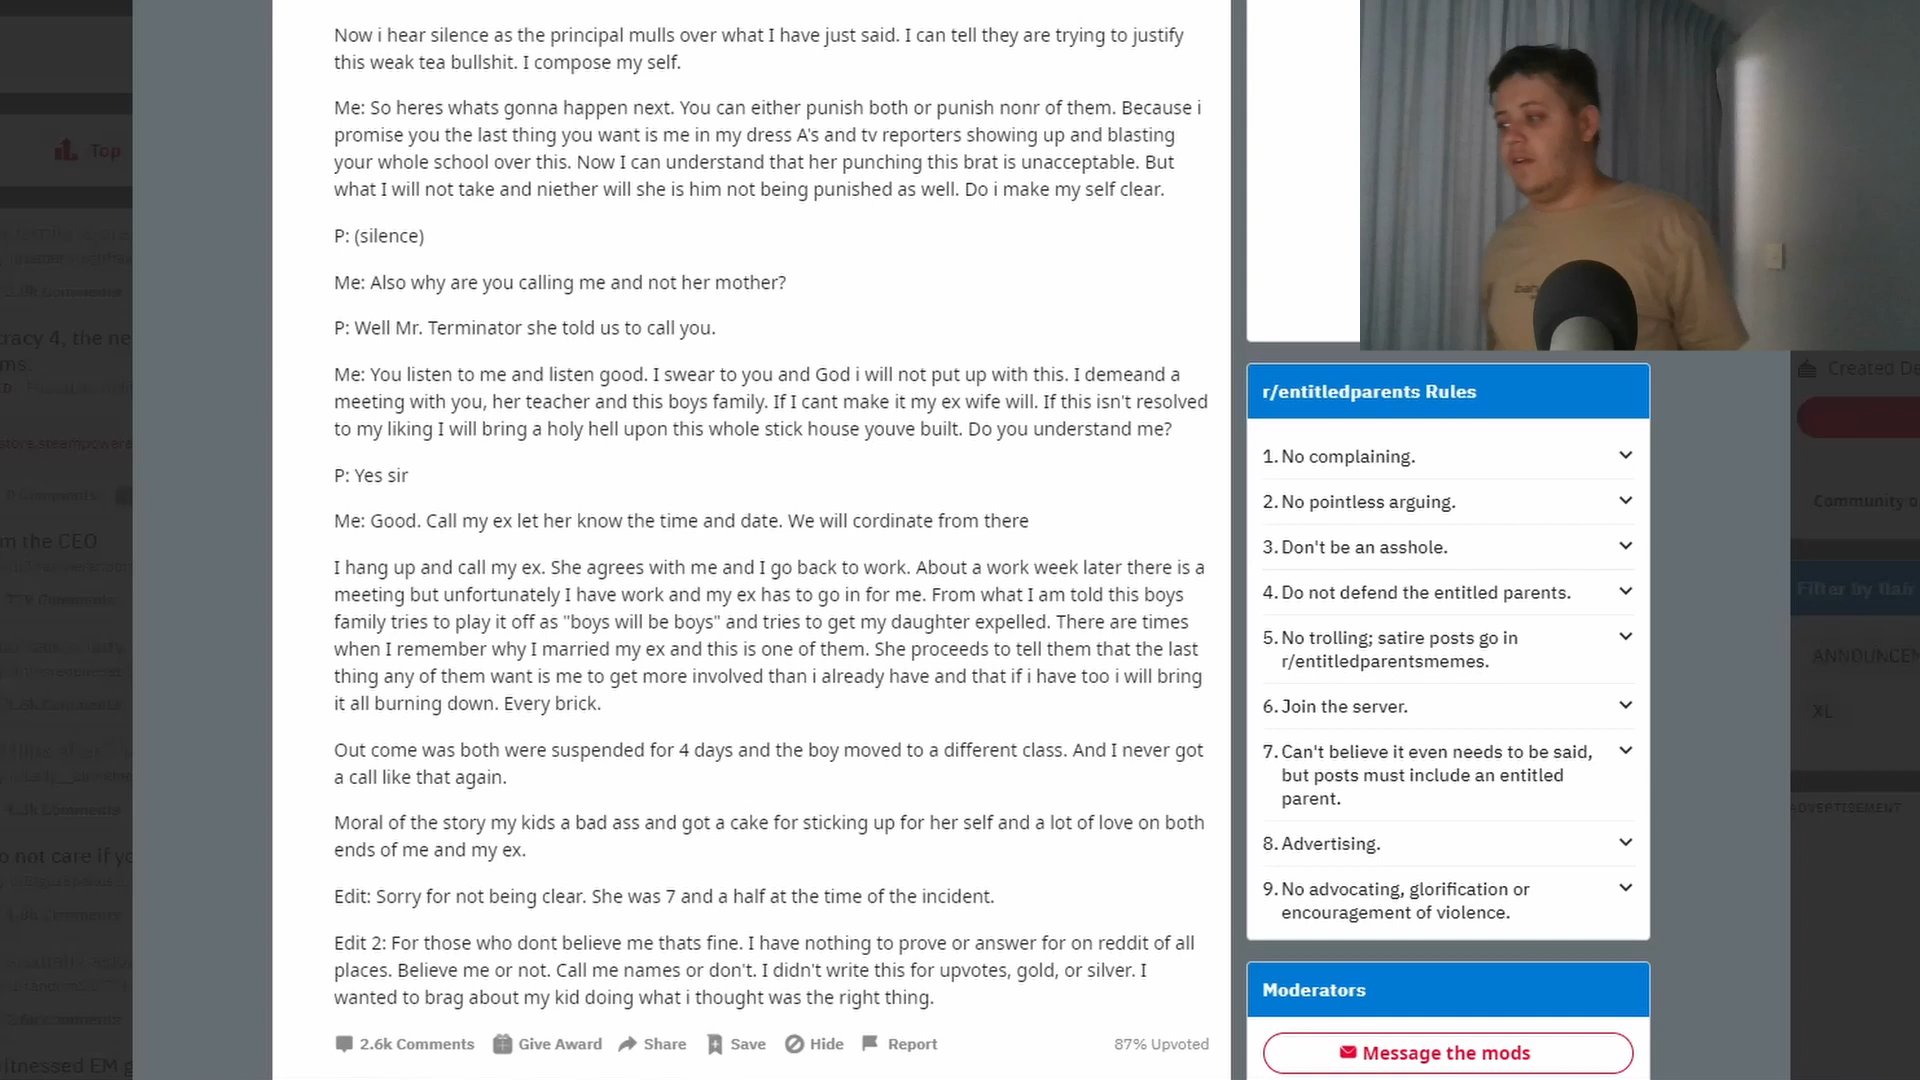 Now i hear silence as the principal mulls over what I have just said. I can tell they are trying to justify
this weak tea bullshit. I compose my self.
Me: So heres whats gonna happen next. You can either punish both or punish nonr of them. Because i
promise you the last thing you want is me in my dress A's and tv reporters showing up and blasting
your whole school over this. Now I can understand that her punching this brat is unacceptable. But
what I will not take and niether will she is him not being punished as well. Do i make my self clear.
P: (silence)
Me: Also why are you calling me and not her mother?
P: Well Mr. Terminator she told us to call you.
Me: You listen to me and listen good. I swear to you and God i will not put up with this. I demeand a
meeting with you, her teacher and this boys family. If I cant make it my ex wife will. If this isn't resolved
to my liking I will bring a holy hell upon this whole stick house youve built. Do you understand me?
P: Yes sir
Me: Good. Call my ex let her know the time and date. We will cordinate from there
I hang up and call my ex. She agrees with me and I go back to work. About a work week later there is a
meeting but unfortunately I have work and my ex has to go in for me. From what I am told this boys
family tries to play it off as "boys will be boys" and tries to get my daughter expelled. There are times
when I remember why I married my ex and this is one of them. She proceeds to tell them that the last
thing any of them want is me to get more involved than i already have and that if i have too i will bring
it all burning down. Every brick.
Out come was both were suspended for 4 days and the boy moved to a different class. And I never got
a call like that again.
Moral of the story my kids a bad ass and got a cake for sticking up for her self and a lot of love on both
ends of me and my ex.
Edit: Sorry for not being clear. She was 7 and a half at the time of the incident.
Edit 2: For those who dont believe me thats fine. I have nothing to prove or answer for on reddit of all
places. Believe me or not. Call me names or don't. I didn't write this for upvotes, gold, or silver. I
wanted to brag about my kid doing what i thought was the right thing.
2.6k Comments Give Award Share Save Hide Report 87% Upvoted
r/entitledparents Rules
1. No complaining.
2. No pointless arguing.
3. Don't be an asshole.
4. Do not defend the entitled parents.
5. No trolling; satire posts go in
r/entitledparentsmemes.
6. Join the server.
7. Can't believe it even needs to be said,
but posts must include an entitled
parent.
8. Advertising.
9. No advocating, glorification or
encouragement of violence.
Moderators
Message the mods
Top
racy 4, the ne
m the CEO
o not care if yo
itnessed EM g
Created De
Community o
Filter by flair
ANNOUNCEN
XL
ADVERTISEMENT